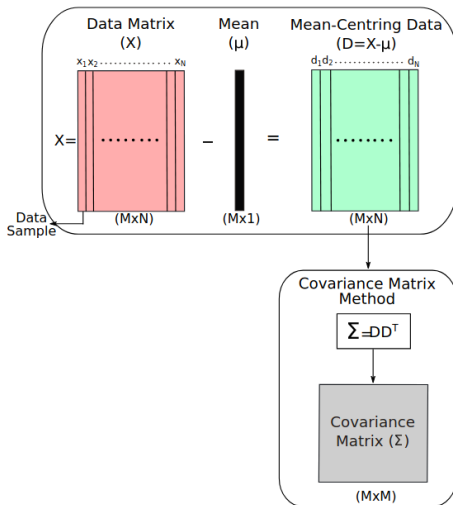 Data Matrix
(X)
Mean
(μ)
Mean-Centring Data
(D=X-μ)
x₁x₂ ................ xN
d₁d₂ ................ dN
X=
........
−
=
........
Data
Sample
(MxN)
(Mx1)
(MxN)
Covariance Matrix
Method
Σ=DDᵀ
Covariance
Matrix (Σ)
(MxM)